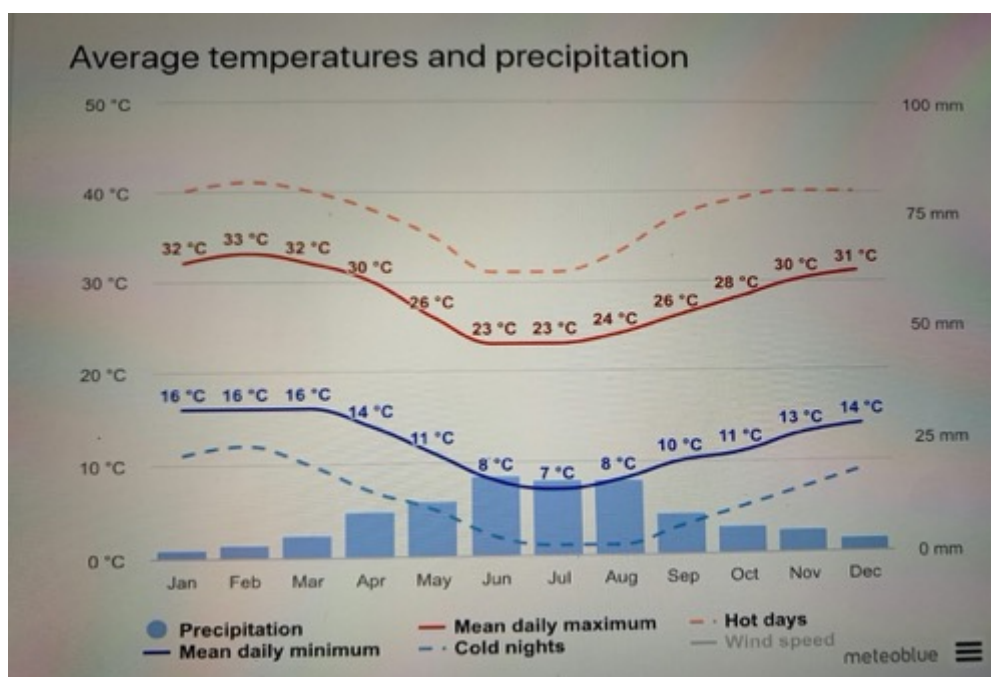 Average temperatures and precipitation
50 °C 100 mm
40 °C
75 mm
32 °C 33 °C 32 °C 30 °C 26 °C 23 °C 23 °C 24 °C 26 °C 28 °C 30 °C 31 °C
30 °C
50 mm
20 °C
16 °C 16 °C 16 °C 14 °C 11 °C 8 °C 7 °C 8 °C 10 °C 11 °C 13 °C 14 °C
25 mm
10 °C
0 °C 0 mm
Jan Feb Mar Apr May Jun Jul Aug Sep Oct Nov Dec
Precipitation Mean daily maximum Hot days
Mean daily minimum Cold nights Wind speed
meteoblue